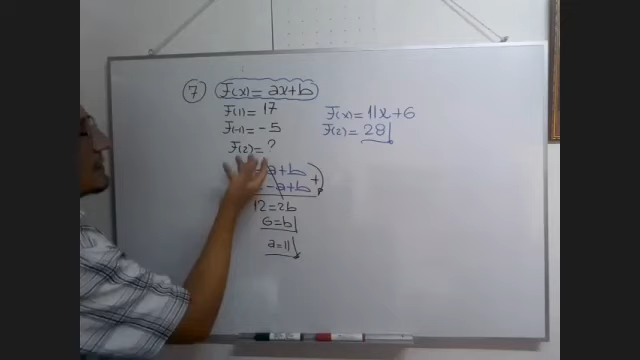 7 F(x)= ax+b
F(1)= 17
F(-1)= -5
F(2)= ?
= a+b
- a+b
+
12=2b
6=b
a=11
F(x)= 11x+6
F(2)= 28